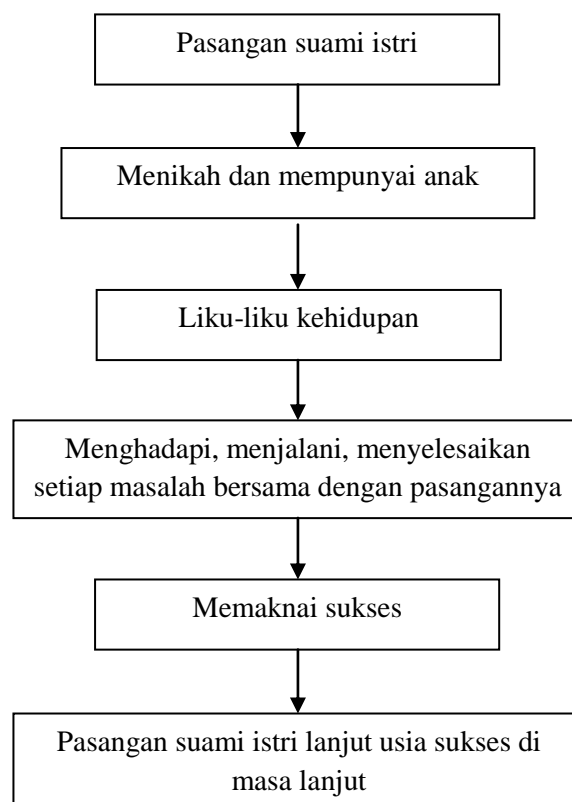 Pasangan suami istri
Menikah dan mempunyai anak
Liku-liku kehidupan
Menghadapi, menjalani, menyelesaikan
setiap masalah bersama dengan pasangannya
Memaknai sukses
Pasangan suami istri lanjut usia sukses di
masa lanjut